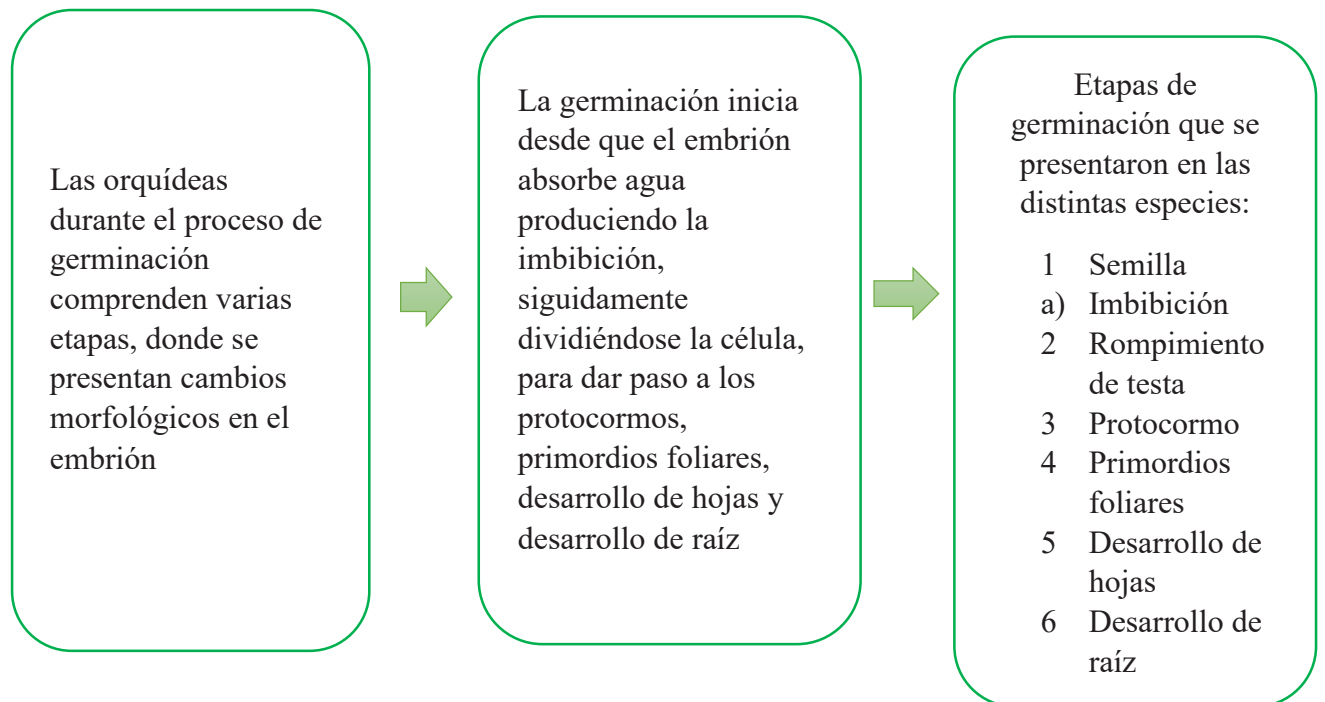 Las orquídeas
durante el proceso de
germinación
comprenden varias
etapas, donde se
presentan cambios
morfológicos en el
embrión
La germinación inicia
desde que el embrión
absorbe agua
produciendo la
imbibición,
siguidamente
dividiéndose la célula,
para dar paso a los
protocormos,
primordios foliares,
desarrollo de hojas y
desarrollo de raíz
Etapas de
germinación que se
presentaron en las
distintas especies:
1 Semilla
a) Imbibición
2 Rompimiento
de testa
3 Protocormo
4 Primordios
foliares
5 Desarrollo de
hojas
6 Desarrollo de
raíz